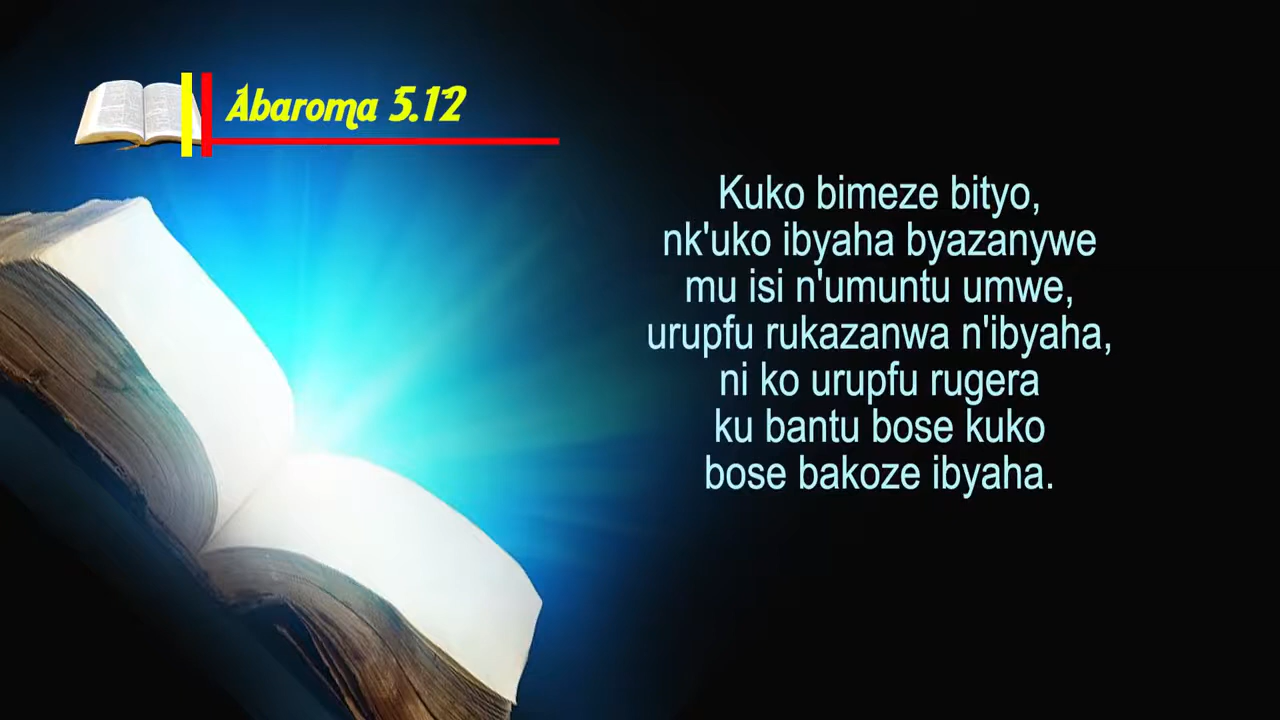 Abaroma 5.12
Kuko bimeze bityo,
nk'uko ibyaha byazanywe
mu isi n'umuntu umwe,
urupfu rukazanwa n'ibyaha,
ni ko urupfu rugera
ku bantu bose kuko
bose bakoze ibyaha.